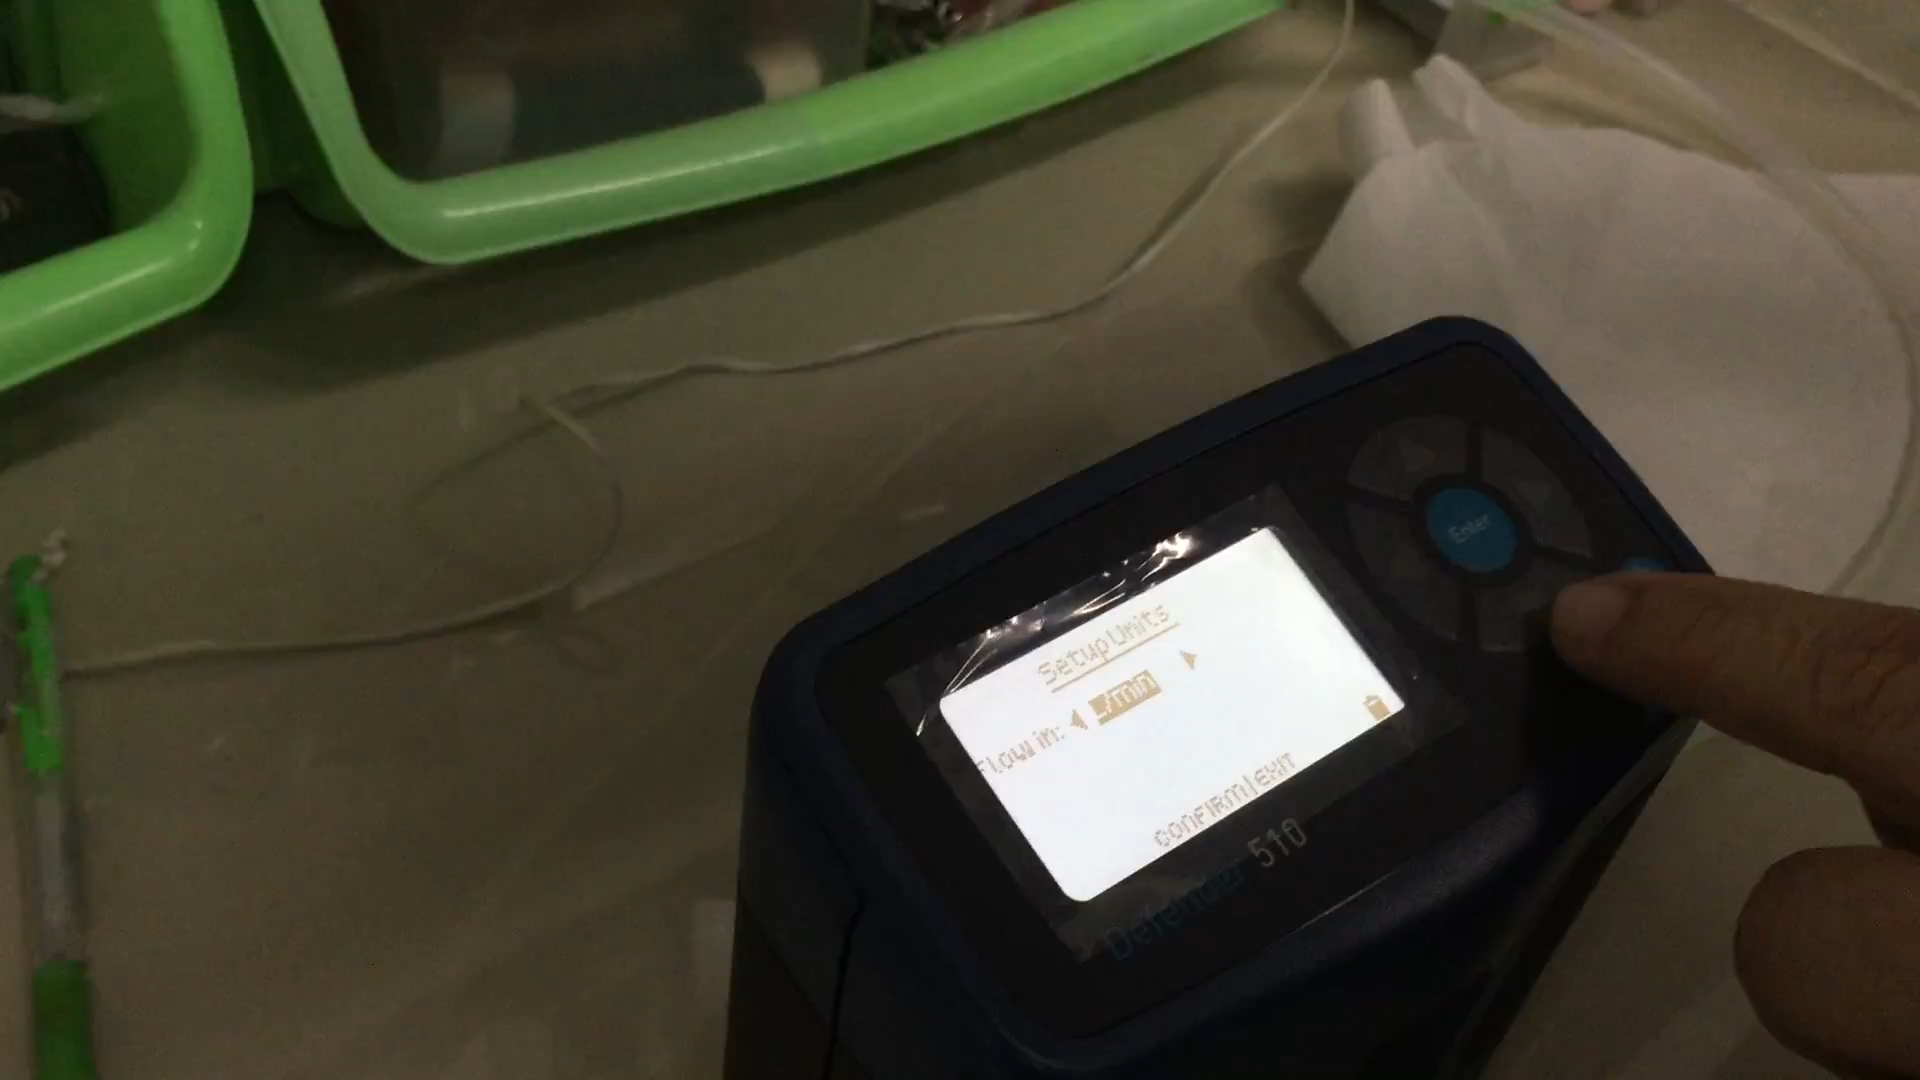 Setup Units
Flow in: L/min
CONFIRM|EXIT
Defender 510
Enter